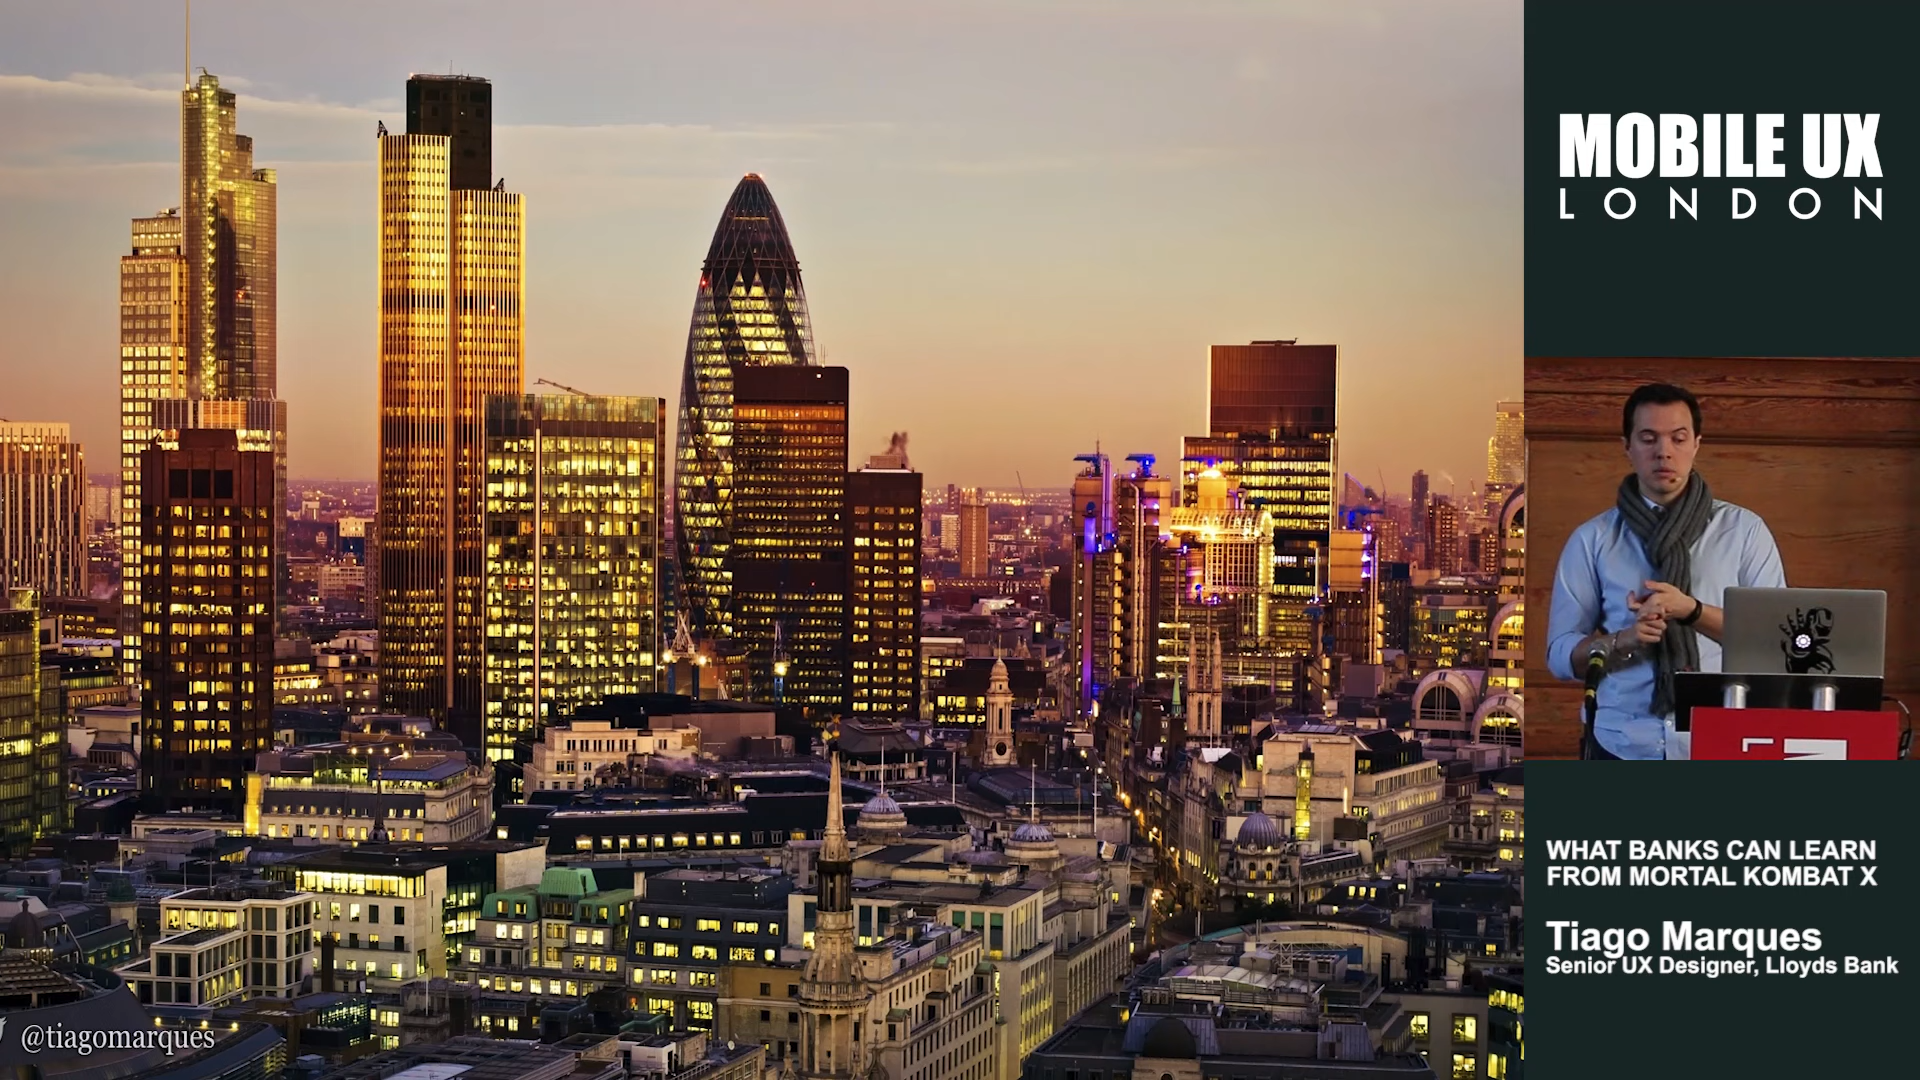 MOBILE UX
LONDON
WHAT BANKS CAN LEARN
FROM MORTAL KOMBAT X
Tiago Marques
Senior UX Designer, Lloyds Bank
@tiagomarques